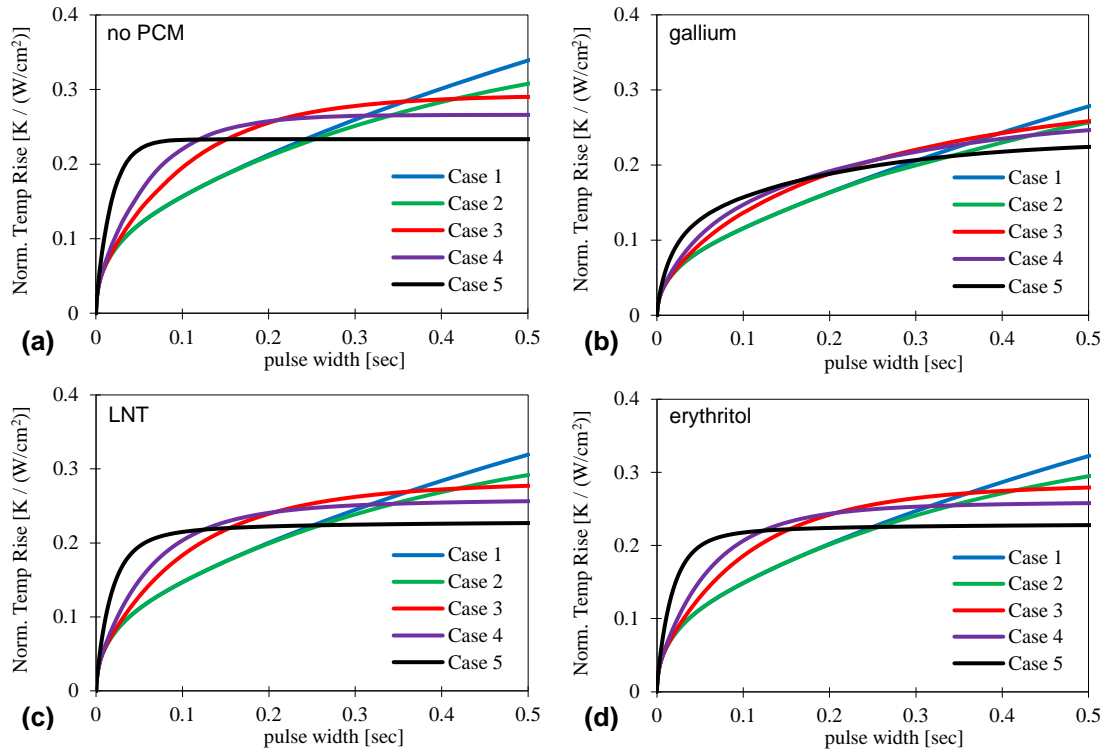 no PCM
Norm. Temp Rise [K / (W/cm²)]
0.4
0.3
0.2
0.1
0
Case 1
Case 2
Case 3
Case 4
Case 5
0 0.1 0.2 0.3 0.4 0.5
pulse width [sec]
(a)
gallium
Norm. Temp Rise [K / (W/cm²)]
0.4
0.3
0.2
0.1
0
Case 1
Case 2
Case 3
Case 4
Case 5
0 0.1 0.2 0.3 0.4 0.5
pulse width [sec]
(b)
LNT
Norm. Temp Rise [K / (W/cm²)]
0.4
0.3
0.2
0.1
0
Case 1
Case 2
Case 3
Case 4
Case 5
0 0.1 0.2 0.3 0.4 0.5
pulse width [sec]
(c)
erythritol
Norm. Temp Rise [K / (W/cm²)]
0.4
0.3
0.2
0.1
0
Case 1
Case 2
Case 3
Case 4
Case 5
0 0.1 0.2 0.3 0.4 0.5
pulse width [sec]
(d)